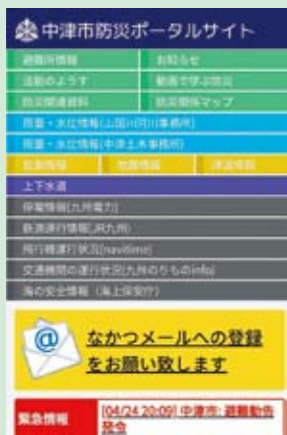 中津市防災ポータルサイト
避難所情報 お知らせ
活動のようす 動画で学ぶ防災
防災関連資料 防災関係マップ
雨量・水位情報(山国川河川事務所)
雨量・水位情報(中津土木事務所)
気象情報 地震情報 津波情報
上下水道
停電情報(九州電力)
鉄道運行情報(JR九州)
飛行機運行状況(navitime)
交通機関の運行状況(九州のりものinfo)
海の安全情報(海上保安庁)
なかつメールへの登録
をお願い致します
緊急情報 [04/24 20:09] 中津市: 避難勧告
発令